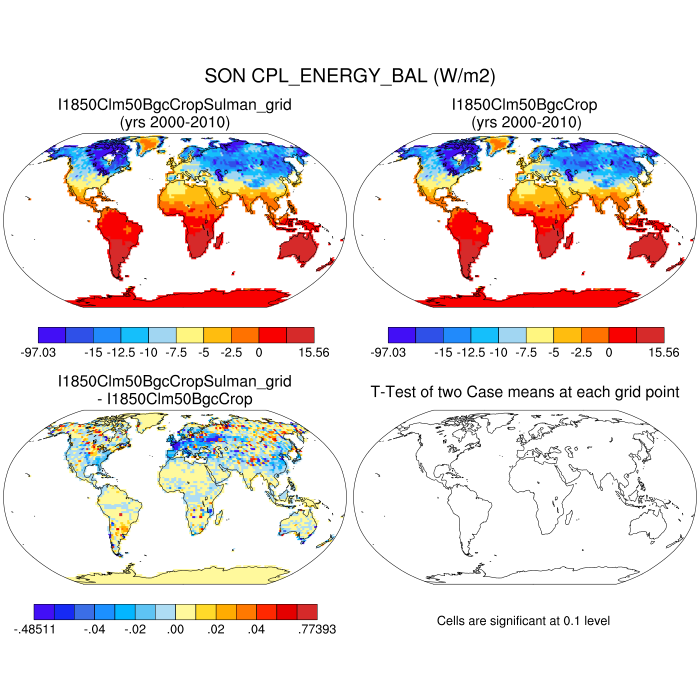 SON CPL_ENERGY_BAL (W/m2)
I1850Clm50BgcCropSulman_grid
(yrs 2000-2010)
I1850Clm50BgcCrop
(yrs 2000-2010)
-97.03 -15 -12.5 -10 -7.5 -5 -2.5 0 15.56
-97.03 -15 -12.5 -10 -7.5 -5 -2.5 0 15.56
I1850Clm50BgcCropSulman_grid
- I1850Clm50BgcCrop
T-Test of two Case means at each grid point
-.48511 -.04 -.02 .00 .02 .04 .77393
Cells are significant at 0.1 level